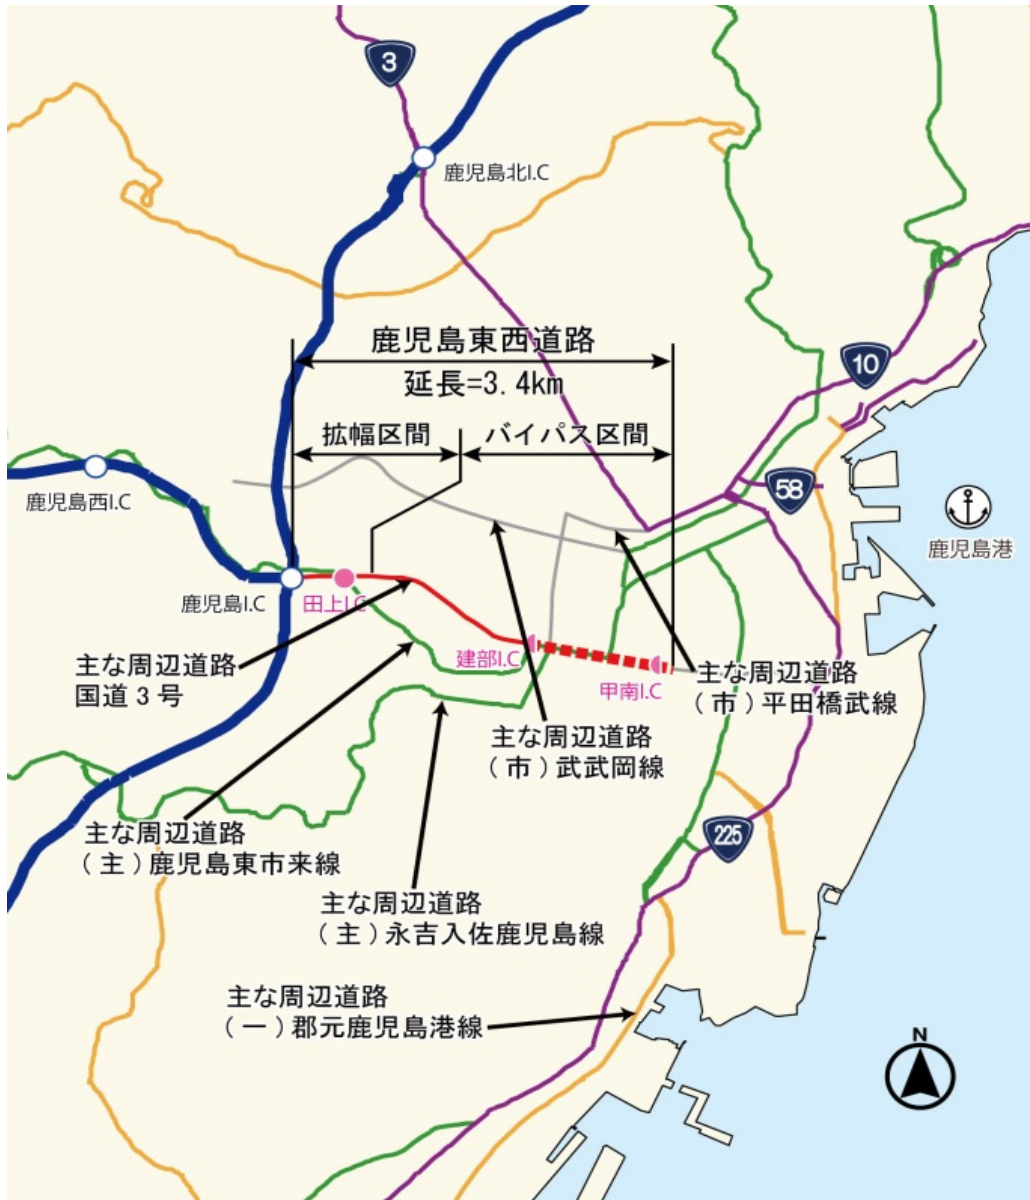 3
鹿児島北I.C
鹿児島東西道路
延長=3.4km
10
拡幅区間
バイパス区間
鹿児島西I.C
58
鹿児島港
鹿児島I.C
田上I.C
建部I.C
甲南I.C
主な周辺道路
国道3号
主な周辺道路
(市)平田橋武線
主な周辺道路
(市)武武岡線
主な周辺道路
(主)鹿児島東市来線
225
主な周辺道路
(主)永吉入佐鹿児島線
主な周辺道路
(一)郡元鹿児島港線
N